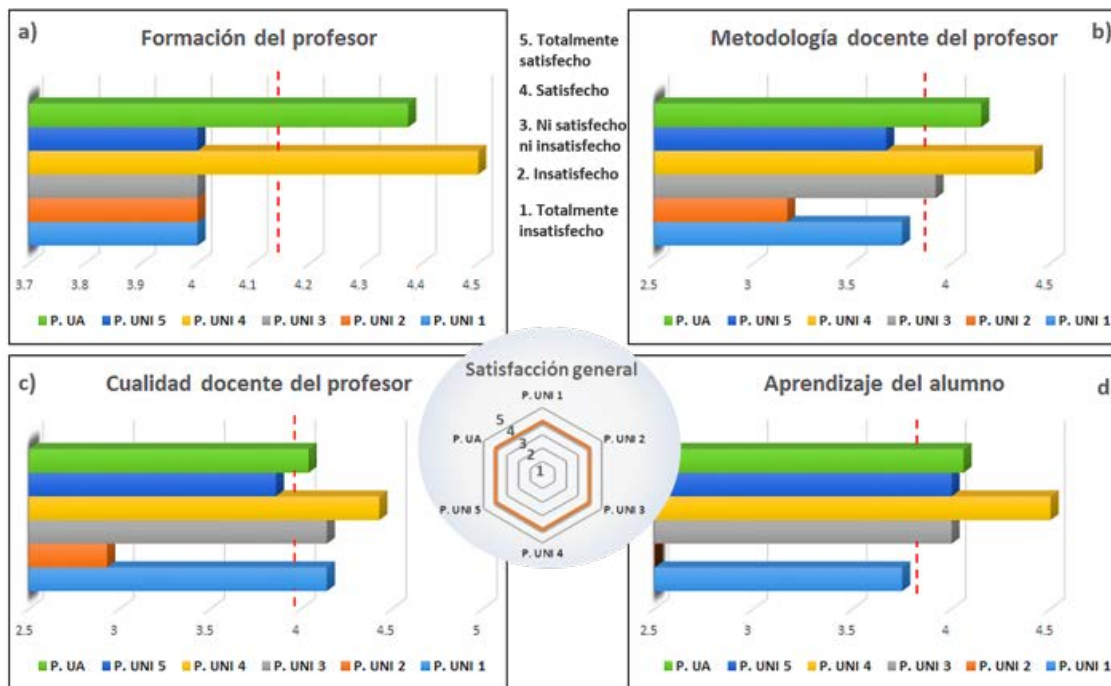 a)
Formación del profesor
3.7 3.8 3.9 4 4.1 4.2 4.3 4.4 4.5
P. UA P. UNI 5 P. UNI 4 P. UNI 3 P. UNI 2 P. UNI 1
5. Totalmente
satisfecho
4. Satisfecho
3. Ni satisfecho
ni insatisfecho
2. Insatisfecho
1. Totalmente
insatisfecho
b)
Metodología docente del profesor
2.5 3 3.5 4 4.5
P. UA P. UNI 5 P. UNI 4 P. UNI 3 P. UNI 2 P. UNI 1
c)
Cualidad docente del profesor
2.5 3 3.5 4 4.5 5
P. UA P. UNI 5 P. UNI 4 P. UNI 3 P. UNI 2 P. UNI 1
Satisfacción general
P. UNI 1
5
4
3
2
1
P. UA
P. UNI 2
P. UNI 5
P. UNI 3
P. UNI 4
d)
Aprendizaje del alumno
2.5 3 3.5 4 4.5
P. UA P. UNI 5 P. UNI 4 P. UNI 3 P. UNI 2 P. UNI 1